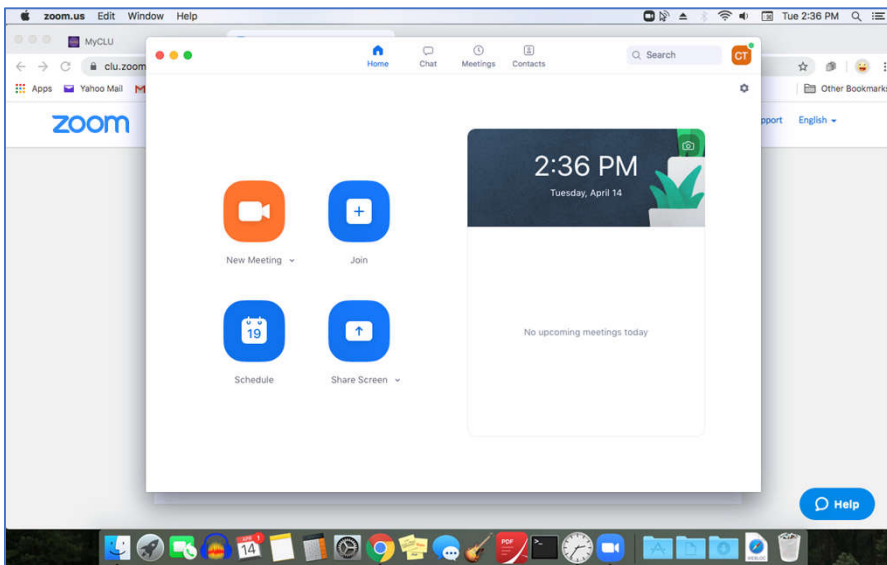 zoom.us Edit Window Help
Tue 2:36 PM
MyCLU
clu.zoom
Apps Yahoo Mail
Other Bookmark
zoom
pport English
Home Chat Meetings Contacts
Search
CT
2:36 PM
Tuesday, April 14
New Meeting
Join
19
Schedule
Share Screen
No upcoming meetings today
Help
14
PDF